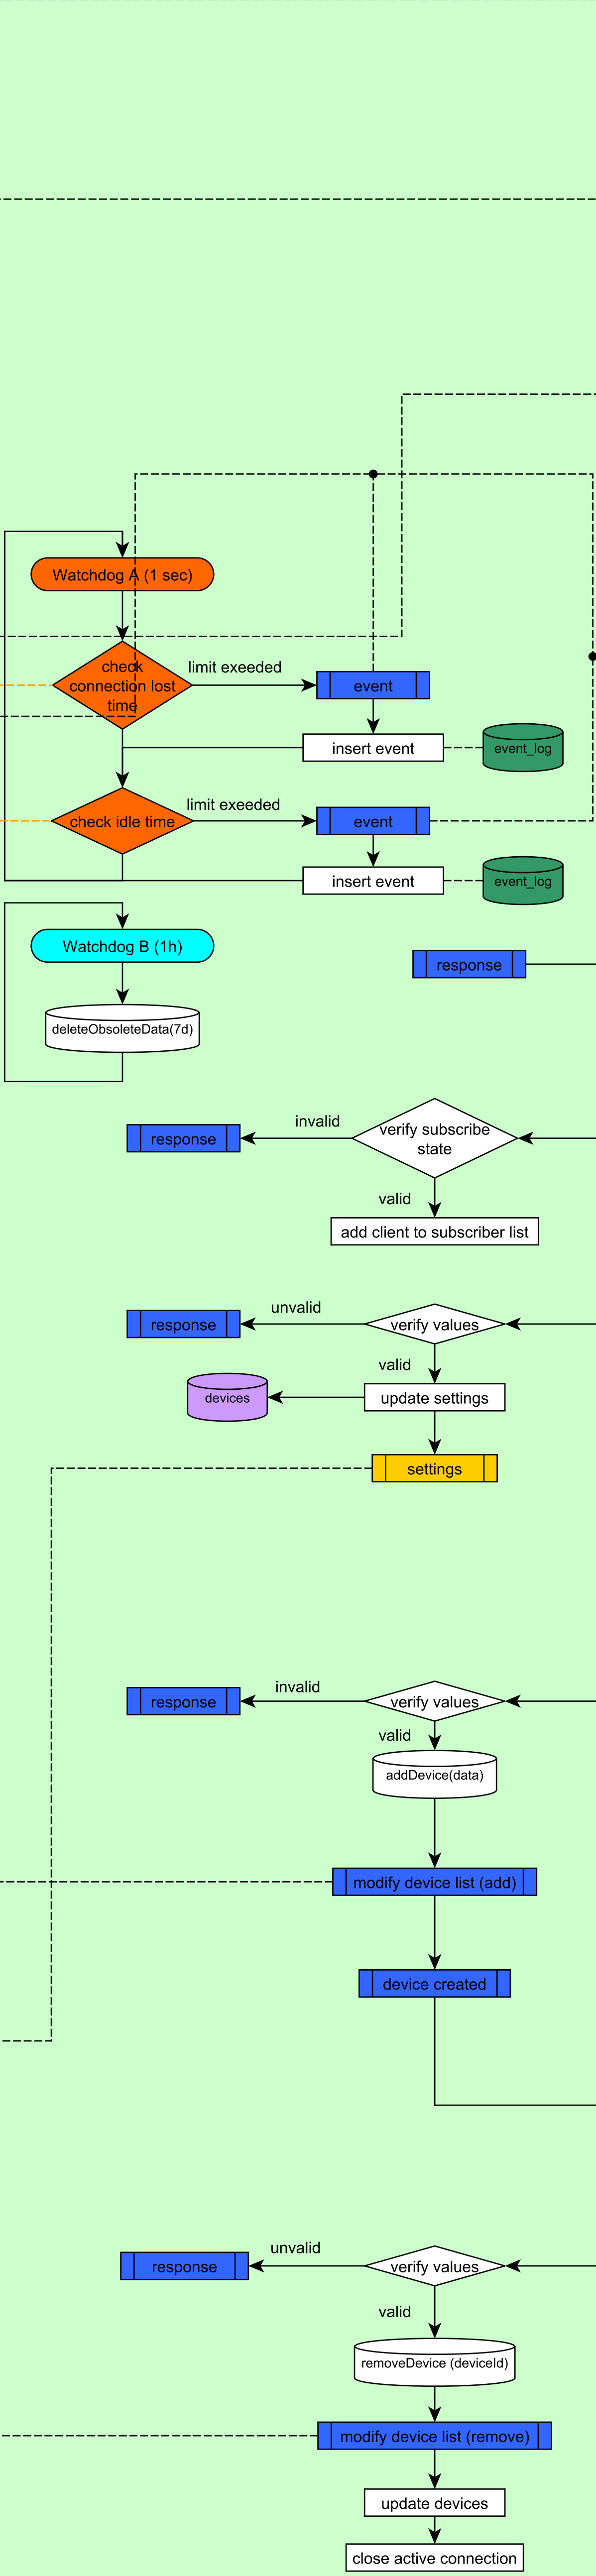 Watchdog A (1 sec)
check
connection lost
time
limit exeeded
event
insert event
event_log
check idle time
limit exeeded
event
insert event
event_log
Watchdog B (1h)
response
deleteObsoleteData(7d)
response
invalid
verify subscribe
state
valid
add client to subscriber list
response
unvalid
verify values
valid
devices
update settings
settings
response
invalid
verify values
valid
addDevice(data)
modify device list (add)
device created
response
unvalid
verify values
valid
removeDevice (deviceId)
modify device list (remove)
update devices
close active connection